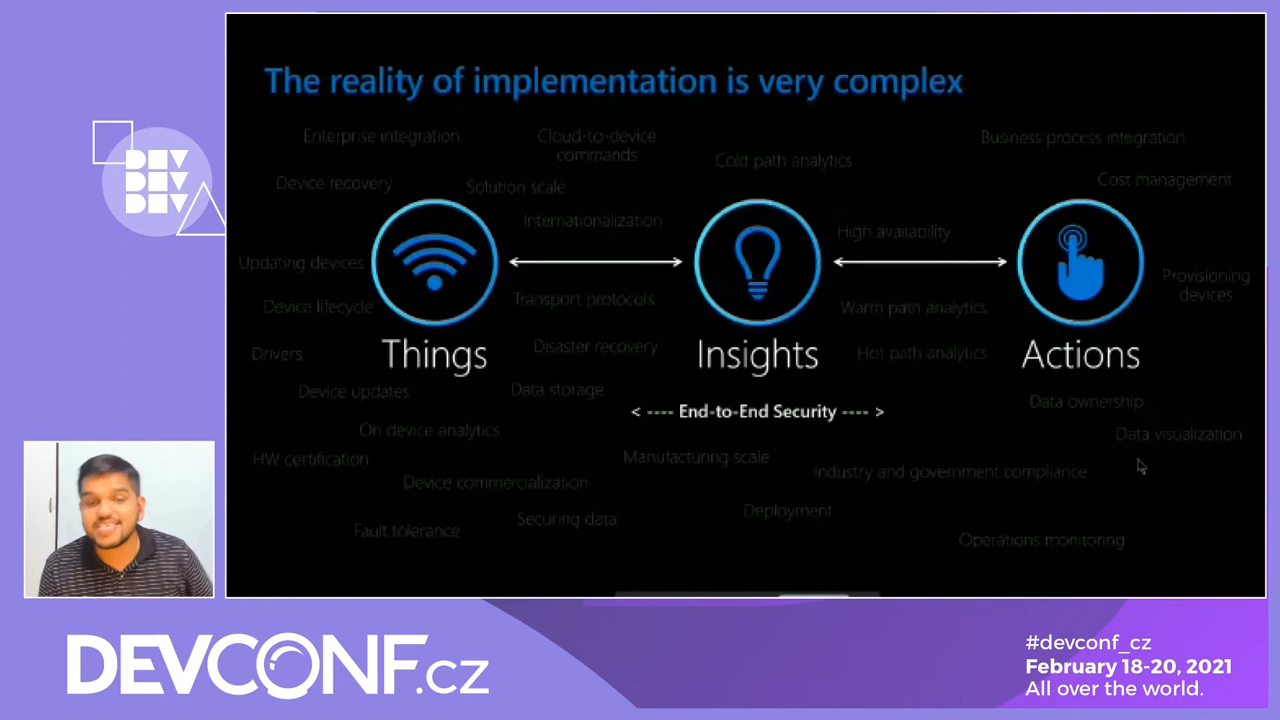 The reality of implementation is very complex
Enterprise integration
Cloud-to-device
commands
Cold path analytics
Business process integration
Device recovery
Solution scale
Cost management
Internationalization
High availability
Updating devices
Provisioning
devices
Device lifecycle
Transport protocols
Warm path analytics
Drivers
Things
Disaster recovery
Insights
Hot path analytics
Actions
Device updates
Data storage
< ---- End-to-End Security ---- >
Data ownership
On device analytics
Data visualization
HW certification
Manufacturing scale
Industry and government compliance
Device commercialization
Fault tolerance
Securing data
Deployment
Operations monitoring
DEV
DEV
DEV
DEVCONF.cz
#devconf_cz
February 18-20, 2021
All over the world.